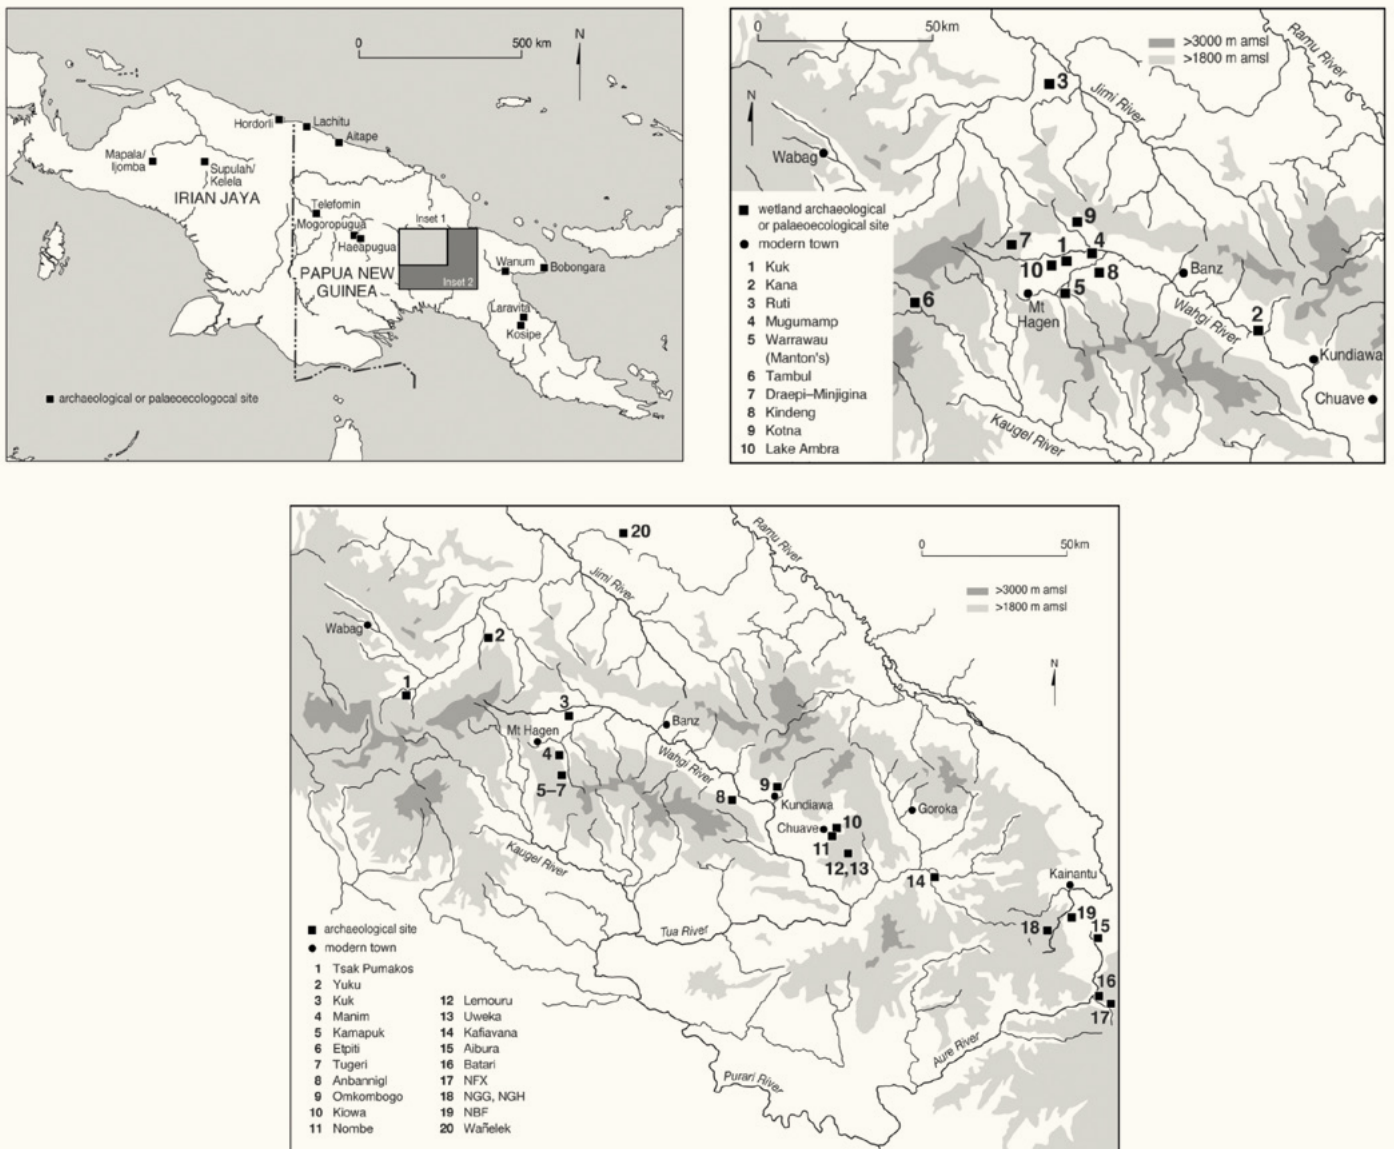 0 500 km
N
Hordorli
Lachitu
Aitape
Mapala/
Ijomba
Supulah/
Kelela
IRIAN JAYA
Telefomin
Mogoropugua
Haeapugua
Inset 1
Inset 2
PAPUA NEW
GUINEA
Wanum
Bobongara
Laravita
Kosipe
archaeological or palaeoecologocal site
0 50km
>3000 m amsl
>1800 m amsl
Ramu River
Jimi River
3
N
Wabag
wetland archaeological
or palaeoecological site
modern town
1 Kuk
2 Kana
3 Ruti
4 Mugumamp
5 Warrawau
(Manton's)
6 Tambul
7 Draepi–Minjigina
8 Kindeng
9 Kotna
10 Lake Ambra
9
7
1
4
10
8
Banz
6
5
Mt
Hagen
Wahgi River
2
Kundiawa
Chuave
Kaugel River
20
Ramu River
0 50km
Jimi River
>3000 m amsl
>1800 m amsl
Wabag
2
N
1
3
Banz
Mt Hagen
4
Wahgi River
5–7
8
9
Kundiawa
Goroka
Chuave
10
11
12,13
Kaugel River
14
Kainantu
19
18
15
Tua River
16
17
Aure River
Purari River
archaeological site
modern town
1 Tsak Pumakos
2 Yuku
3 Kuk
4 Manim
5 Kamapuk
6 Etpiti
7 Tugeri
8 Anbannigl
9 Omkombogo
10 Kiowa
11 Nombe
12 Lemouru
13 Uweka
14 Kafiavana
15 Aibura
16 Batari
17 NFX
18 NGG, NGH
19 NBF
20 Wañelek